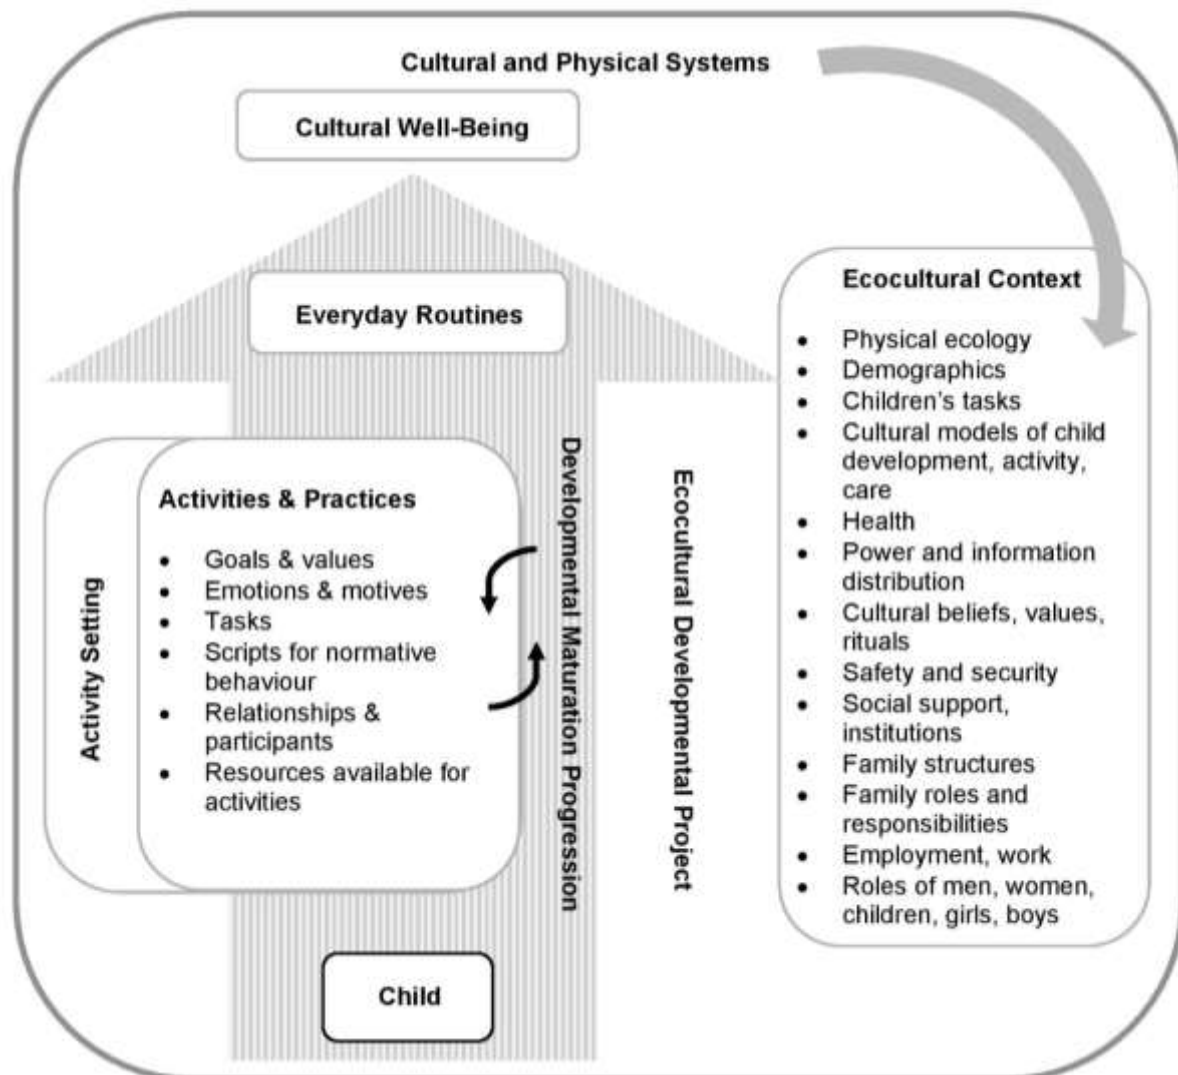 Cultural and Physical Systems
Cultural Well-Being
Everyday Routines
Activity Setting
Activities & Practices
• Goals & values
• Emotions & motives
• Tasks
• Scripts for normative
behaviour
• Relationships &
participants
• Resources available for
activities
Developmental Maturation Progression
Ecocultural Developmental Project
Child
Ecocultural Context
• Physical ecology
• Demographics
• Children's tasks
• Cultural models of child
development, activity,
care
• Health
• Power and information
distribution
• Cultural beliefs, values,
rituals
• Safety and security
• Social support,
institutions
• Family structures
• Family roles and
responsibilities
• Employment, work
• Roles of men, women,
children, girls, boys